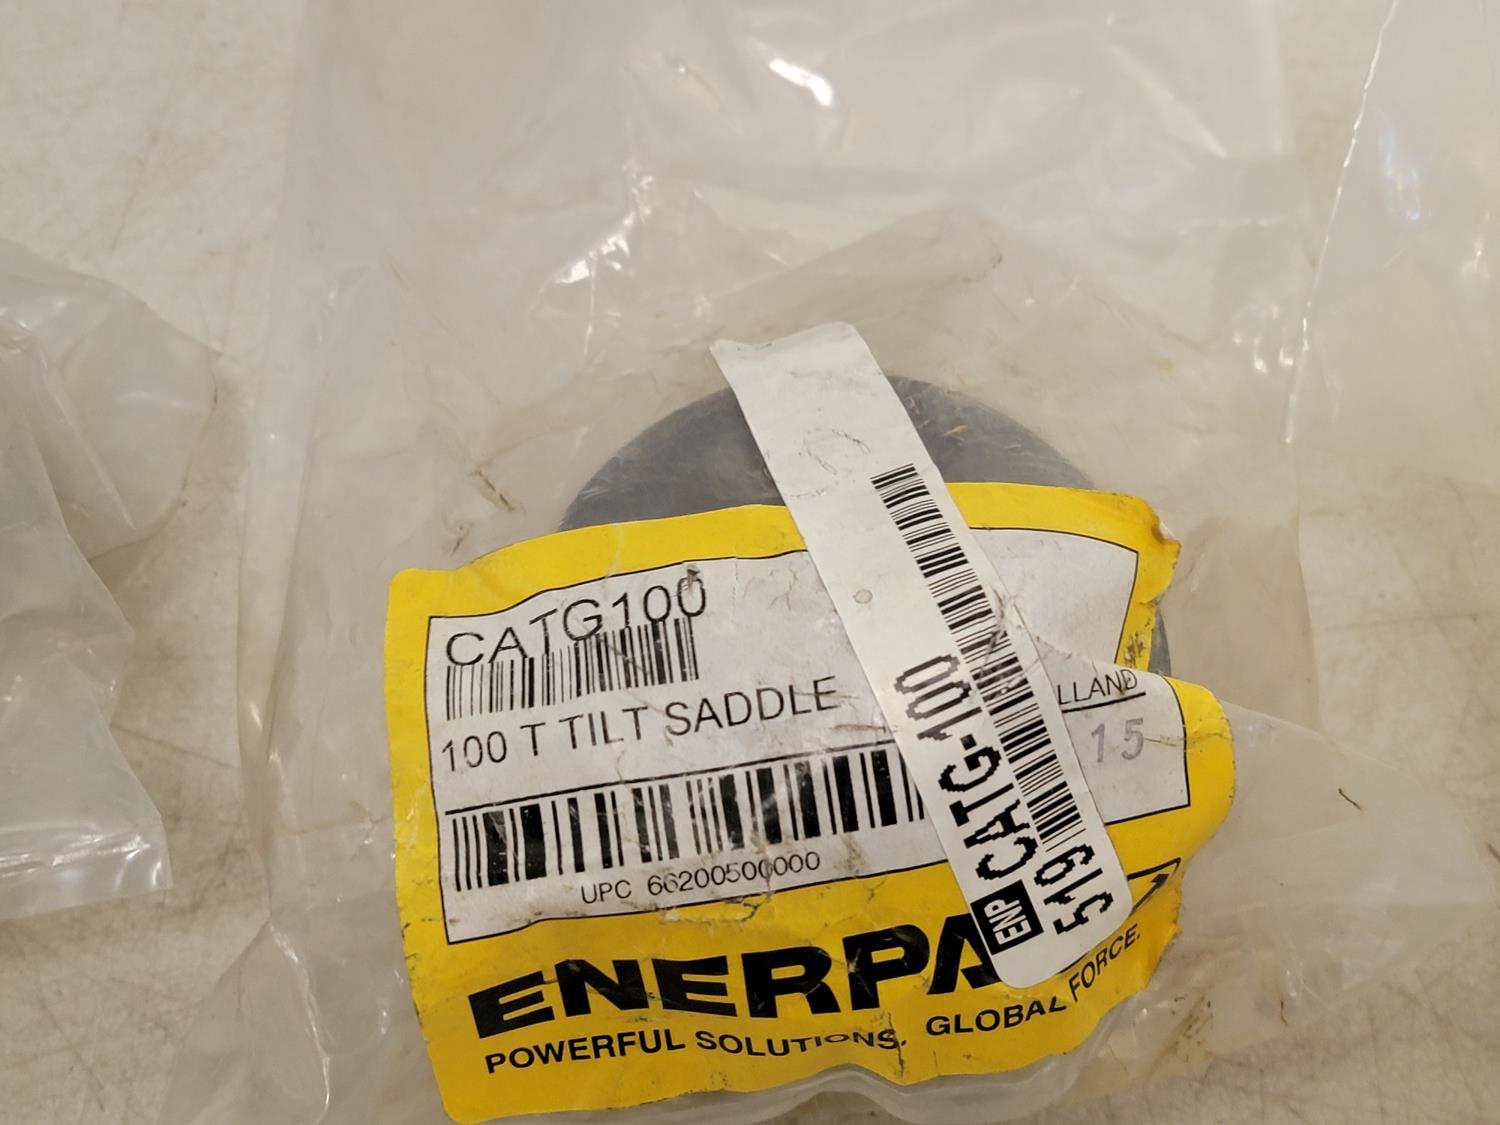 CATG100
100 T TILT SADDLE
LLAND
15
UPC 66200500000
ENERPA
POWERFUL SOLUTIONS. GLOBAL FORCE.
ENP CATG-100
519